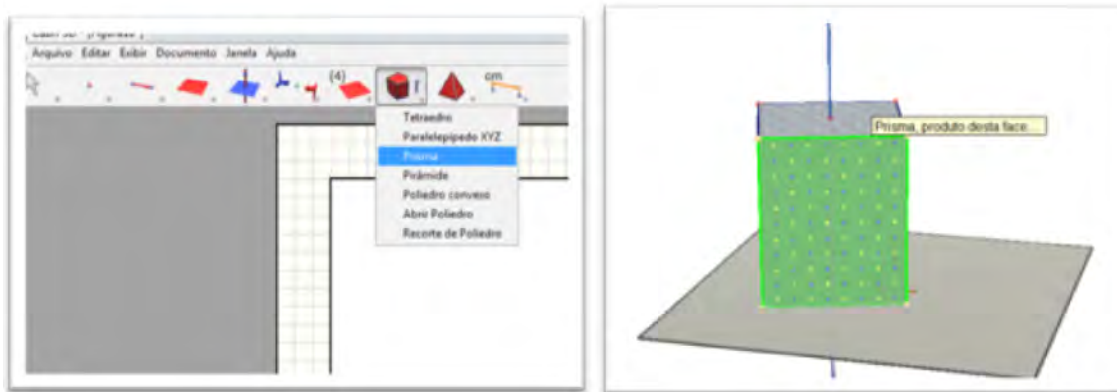 Arquivo Editar Exibir Documento Janela Ajuda
(4)
cm
Tetraedro
Paralelepípedo XYZ
Prisma
Pirâmide
Poliedro convexo
Abrir Poliedro
Recorte de Poliedro
Prisma, produto desta face...